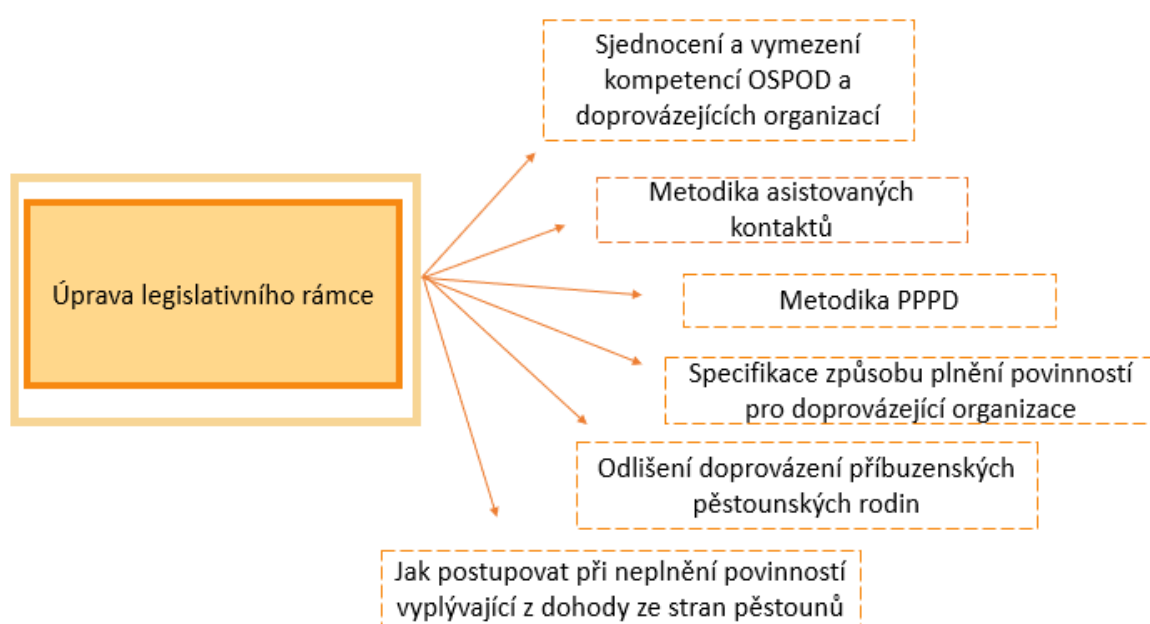 Sjednocení a vymezení
kompetencí OSPOD a
doprovázejících organizací
Metodika asistovaných
kontaktů
Úprava legislativního rámce
Metodika PPPD
Specifikace způsobu plnění povinností
pro doprovázející organizace
Odlišení doprovázení příbuzenských
pěstounských rodin
Jak postupovat při neplnění povinností
vyplývající z dohody ze stran pěstounů